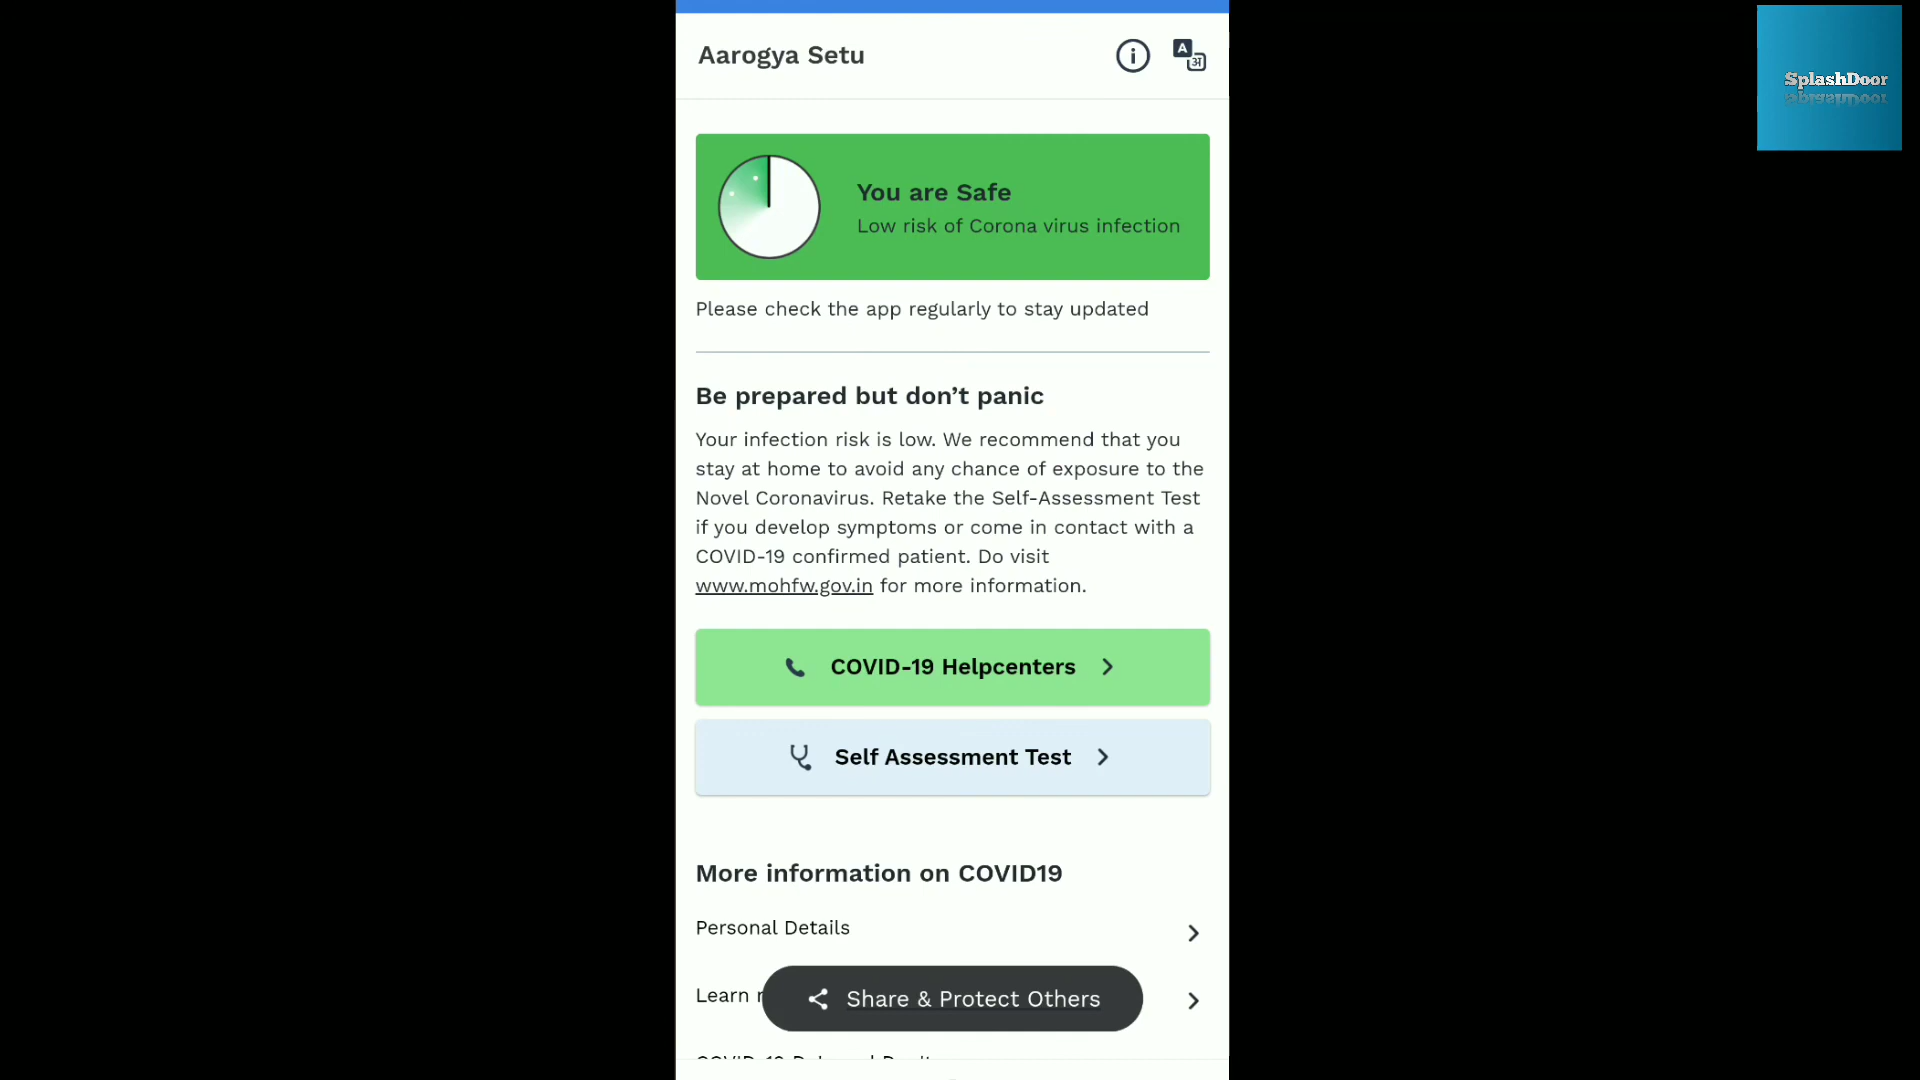 Aarogya Setu
A
अ
SplashDoor
You are Safe
Low risk of Corona virus infection
Please check the app regularly to stay updated
Be prepared but don’t panic
Your infection risk is low. We recommend that you
stay at home to avoid any chance of exposure to the
Novel Coronavirus. Retake the Self-Assessment Test
if you develop symptoms or come in contact with a
COVID-19 confirmed patient. Do visit
www.mohfw.gov.in for more information.
COVID-19 Helpcenters
Self Assessment Test
More information on COVID19
Personal Details
Learn
Share & Protect Others